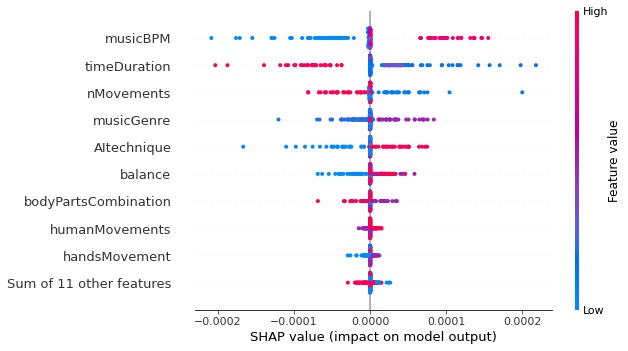 High
musicBPM
timeDuration
nMovements
musicGenre
AItechnique
balance
bodyPartsCombination
humanMovements
handsMovement
Sum of 11 other features
Feature value
Low
−0.0002 −0.0001 0.0000 0.0001 0.0002
SHAP value (impact on model output)